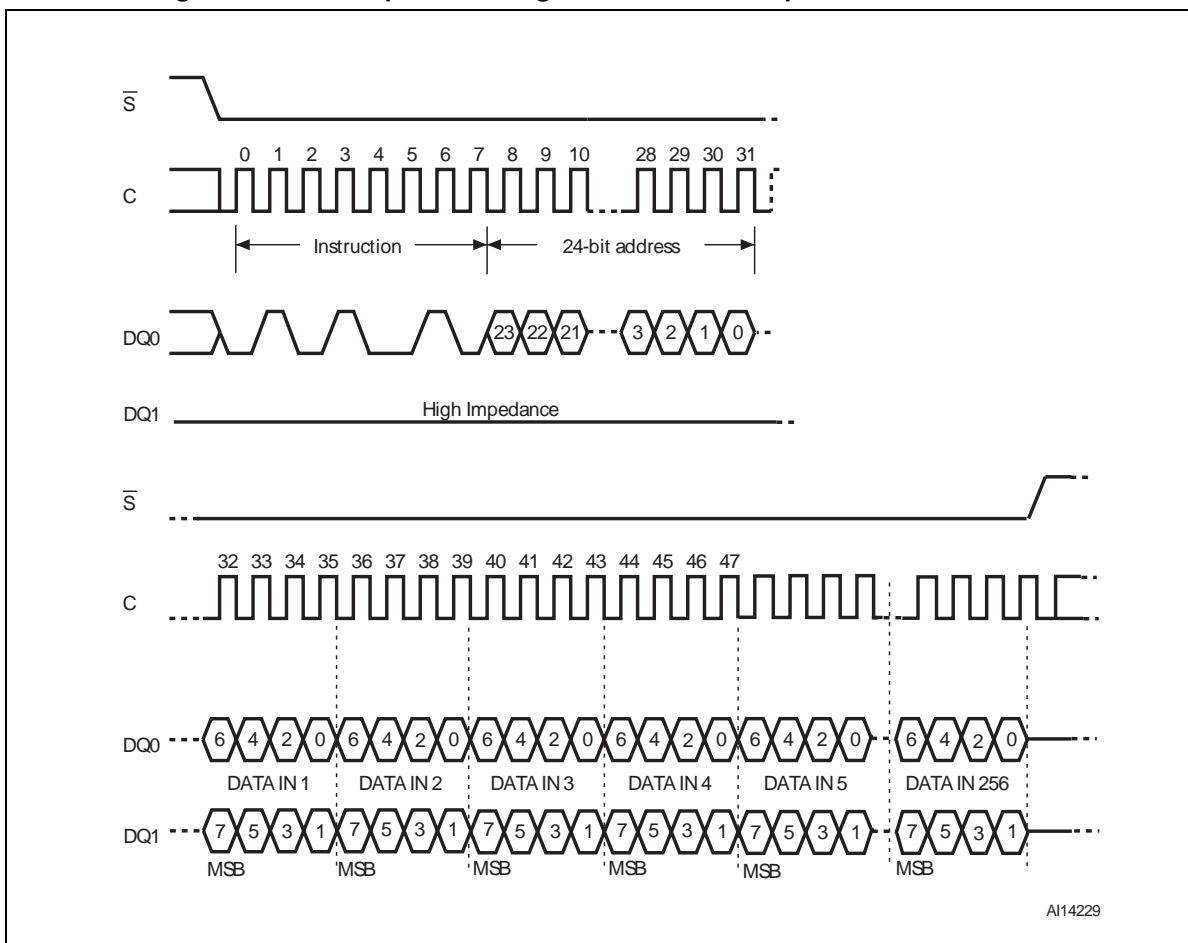 S
0 1 2 3 4 5 6 7 8 9 10 28 29 30 31
C
Instruction 24-bit address
DQ0 23 22 21 3 2 1 0
DQ1 High Impedance
S
32 33 34 35 36 37 38 39 40 41 42 43 44 45 46 47
C
DQ0 6 4 2 0 6 4 2 0 6 4 2 0 6 4 2 0 6 4 2 0 6 4 2 0
DATA IN 1 DATA IN 2 DATA IN 3 DATA IN 4 DATA IN 5 DATA IN 256
DQ1 7 5 3 1 7 5 3 1 7 5 3 1 7 5 3 1 7 5 3 1 7 5 3 1
MSB MSB MSB MSB MSB MSB
AI14229